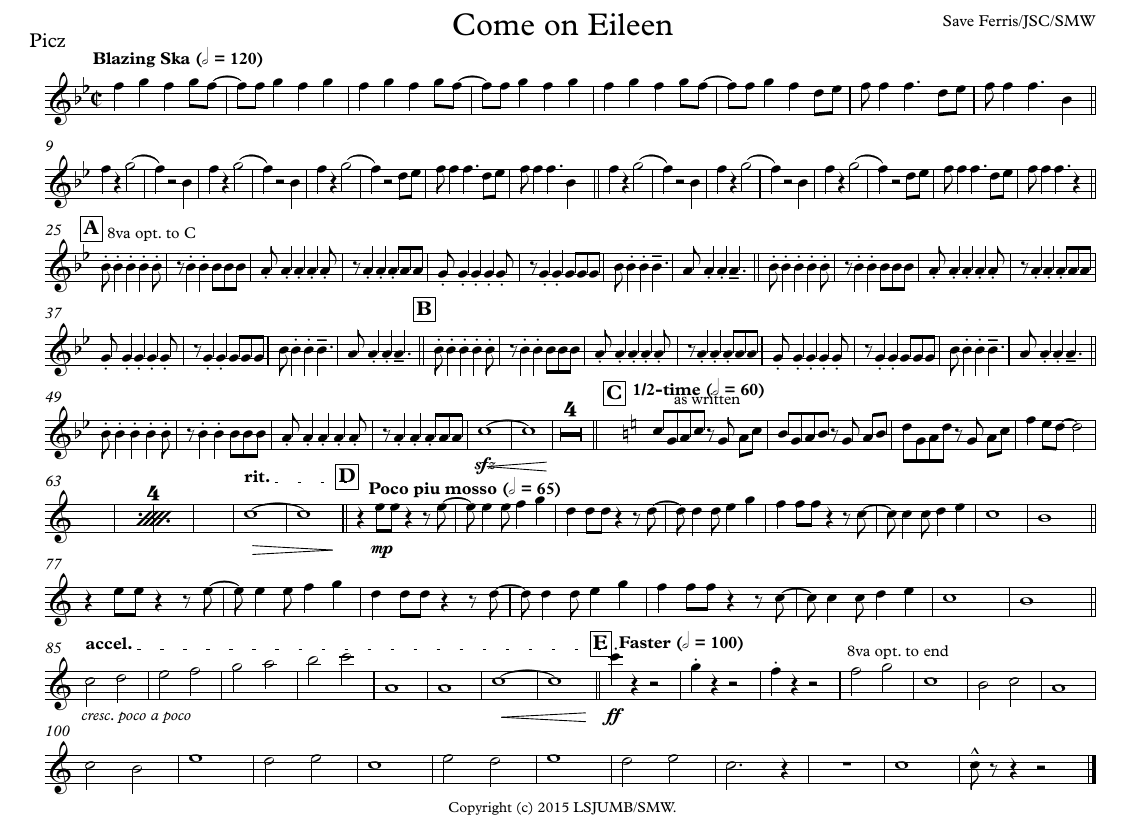 Come on Eileen
Save Ferris/JSC/SMW
Picz
Blazing Ska (𝅗𝅥 = 120)
9
25
A 8va opt. to C
37
B
49
4
C 1/2-time (𝅗𝅥 = 60)
as written
sfz
63
4
rit.
D Poco piu mosso (𝅗𝅥 = 65)
mp
77
85
accel.
E Faster (𝅗𝅥 = 100)
8va opt. to end
cresc. poco a poco
ff
100
Copyright (c) 2015 LSJUMB/SMW.